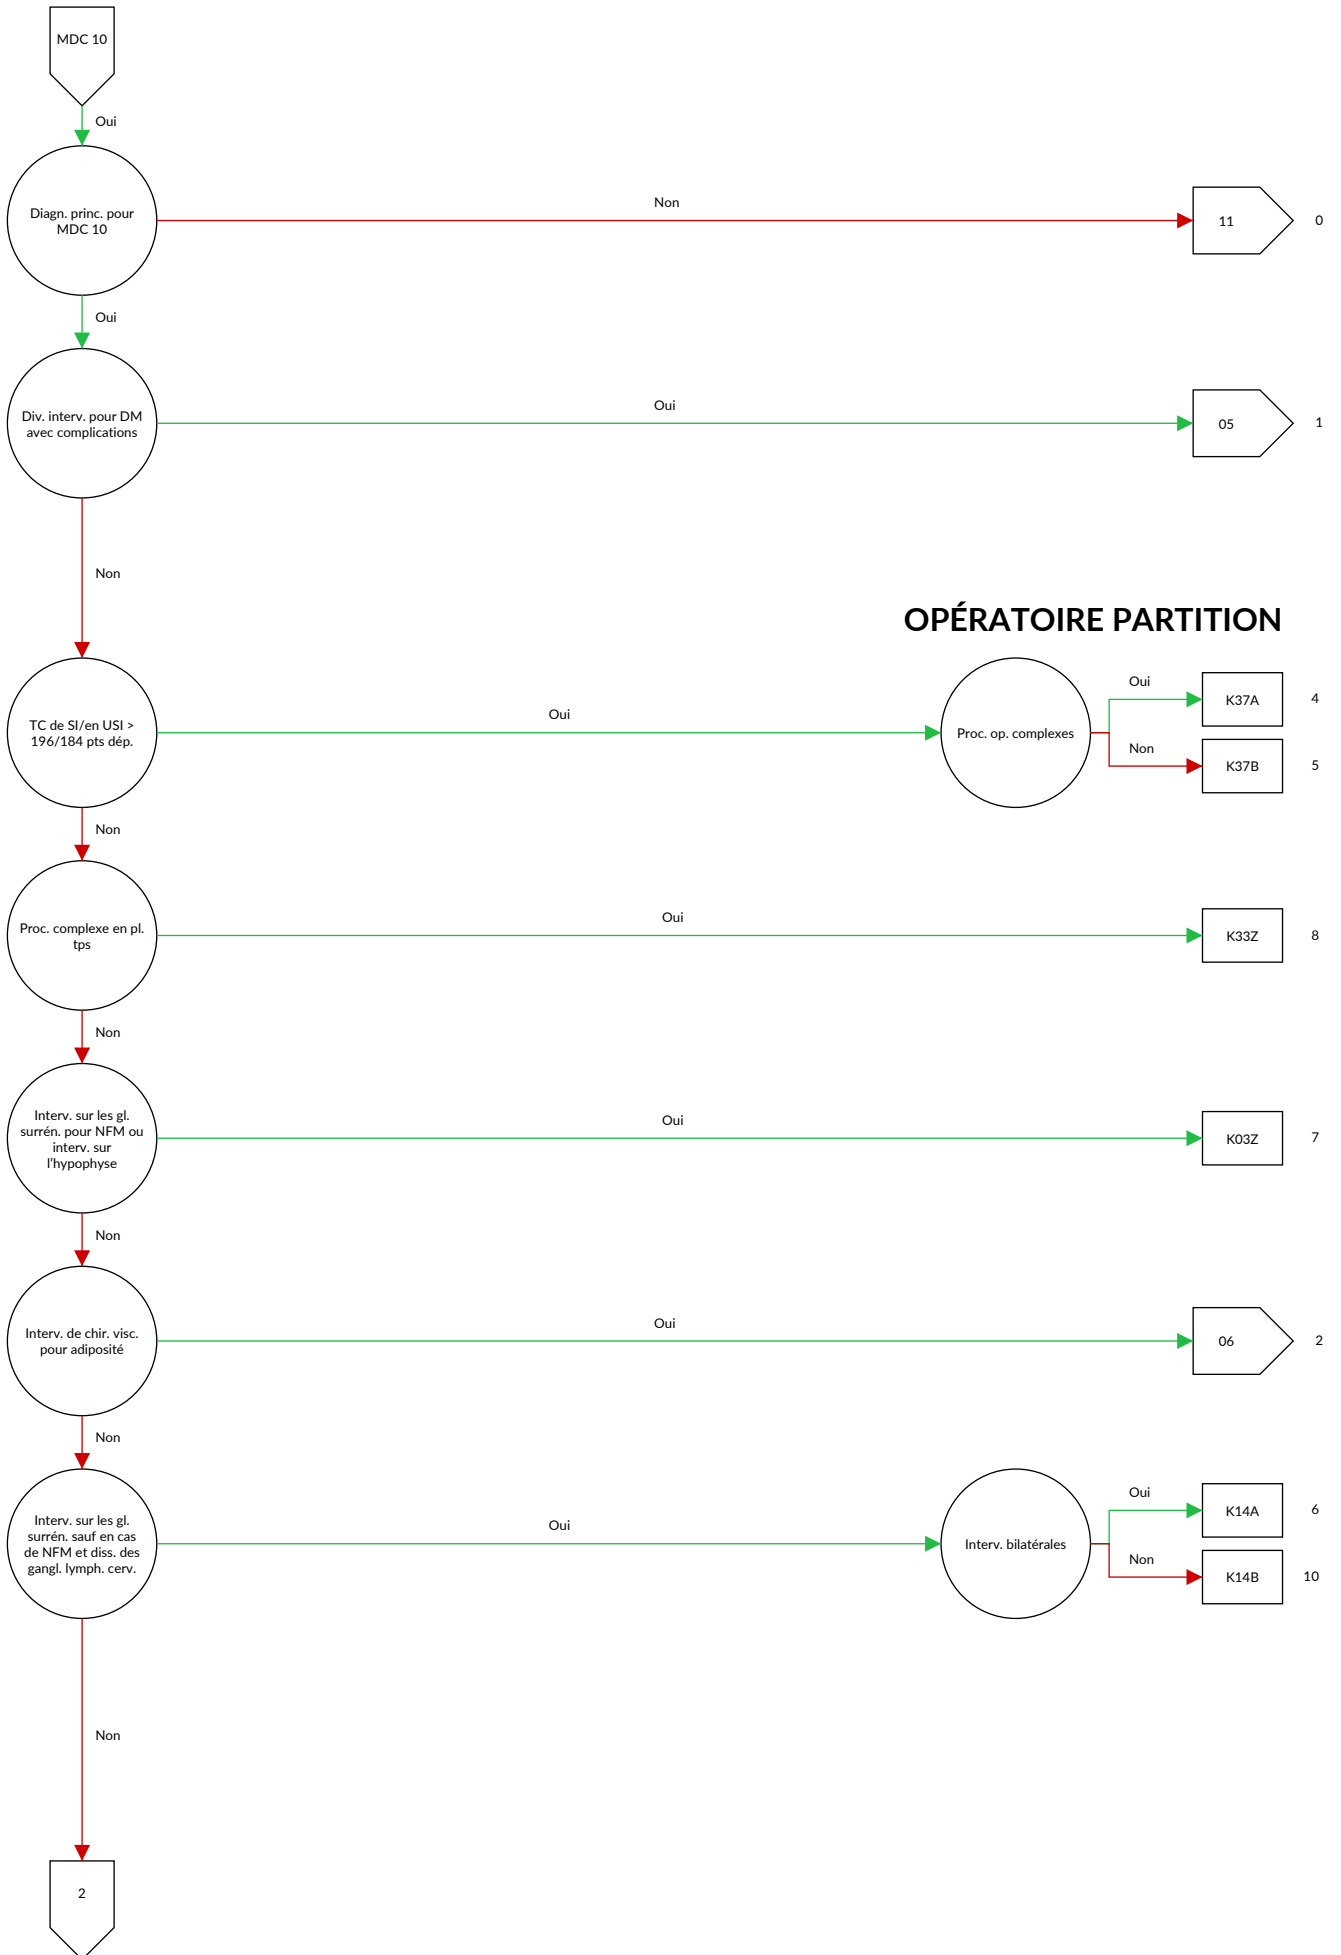 MDC 10
Oui
Diagn. princ. pour
MDC 10
Non
11
0
Oui
Div. interv. pour DM
avec complications
Oui
05
1
Non
OPÉRATOIRE PARTITION
TC de SI/en USI >
196/184 pts dép.
Oui
Proc. op. complexes
Oui
K37A
4
Non
K37B
5
Non
Proc. complexe en pl.
tps
Oui
K33Z
8
Non
Interv. sur les gl.
surrén. pour NFM ou
interv. sur
l'hypophyse
Oui
K03Z
7
Non
Interv. de chir. visc.
pour adiposité
Oui
06
2
Non
Interv. sur les gl.
surrén. sauf en cas
de NFM et diss. des
gangl. lymph. cerv.
Oui
Interv. bilatérales
Oui
K14A
6
Non
K14B
10
Non
2